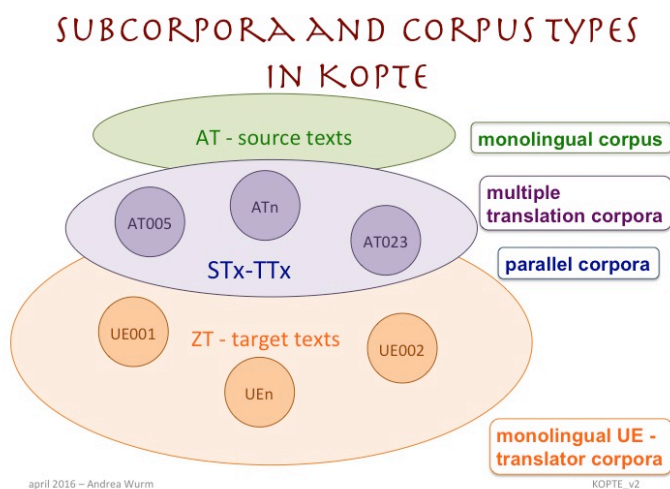 SUBCORPORA AND CORPUS TYPES
IN KOPTE
AT - source texts
monolingual corpus
multiple
translation corpora
AT005
ATn
AT023
STx-TTx
parallel corpora
UE001
ZT - target texts
UE002
UEn
monolingual UE -
translator corpora
april 2016 – Andrea Wurm
KOPTE_v2